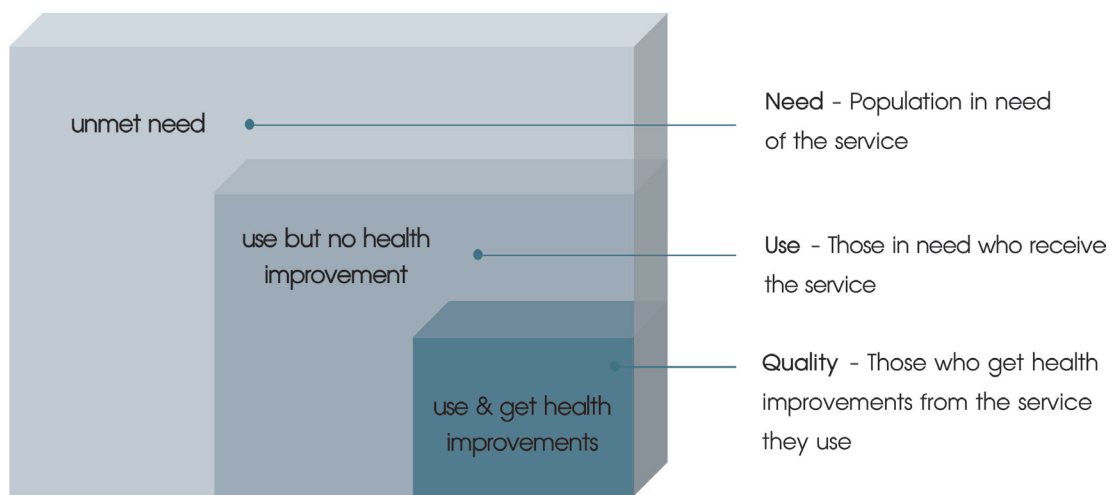 unmet need
Need - Population in need
of the service
use but no health
improvement
Use - Those in need who receive
the service
use & get health
improvements
Quality - Those who get health
improvements from the service
they use